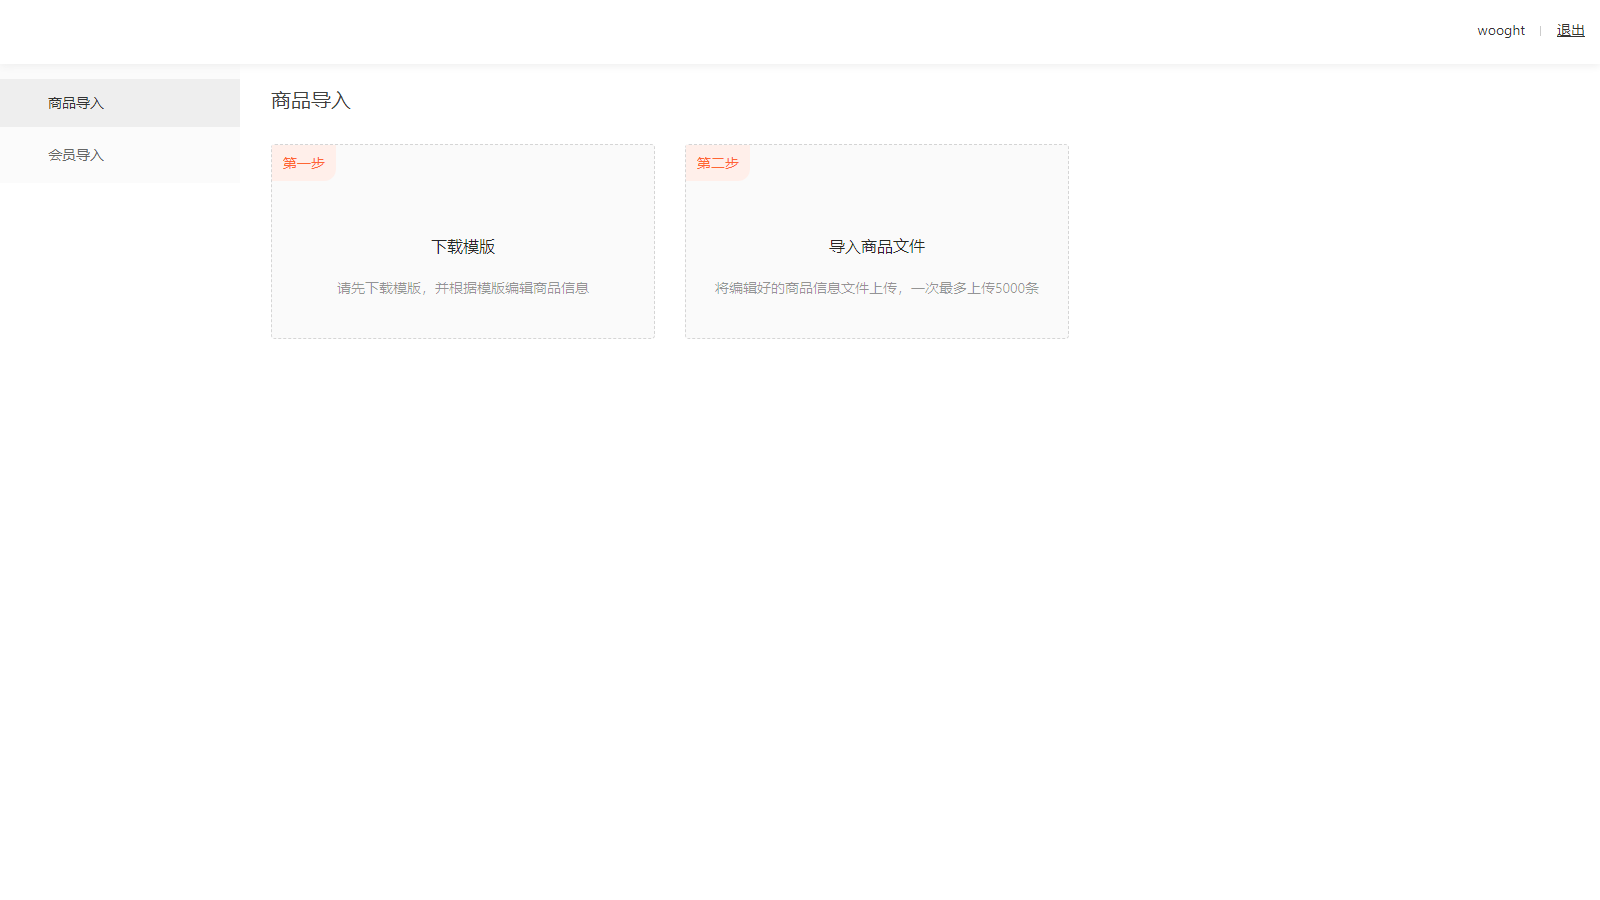 wooght
退出
商品导入
会员导入
商品导入
第一步
下载模版
请先下载模版，并根据模版编辑商品信息
第二步
导入商品文件
将编辑好的商品信息文件上传，一次最多上传5000条